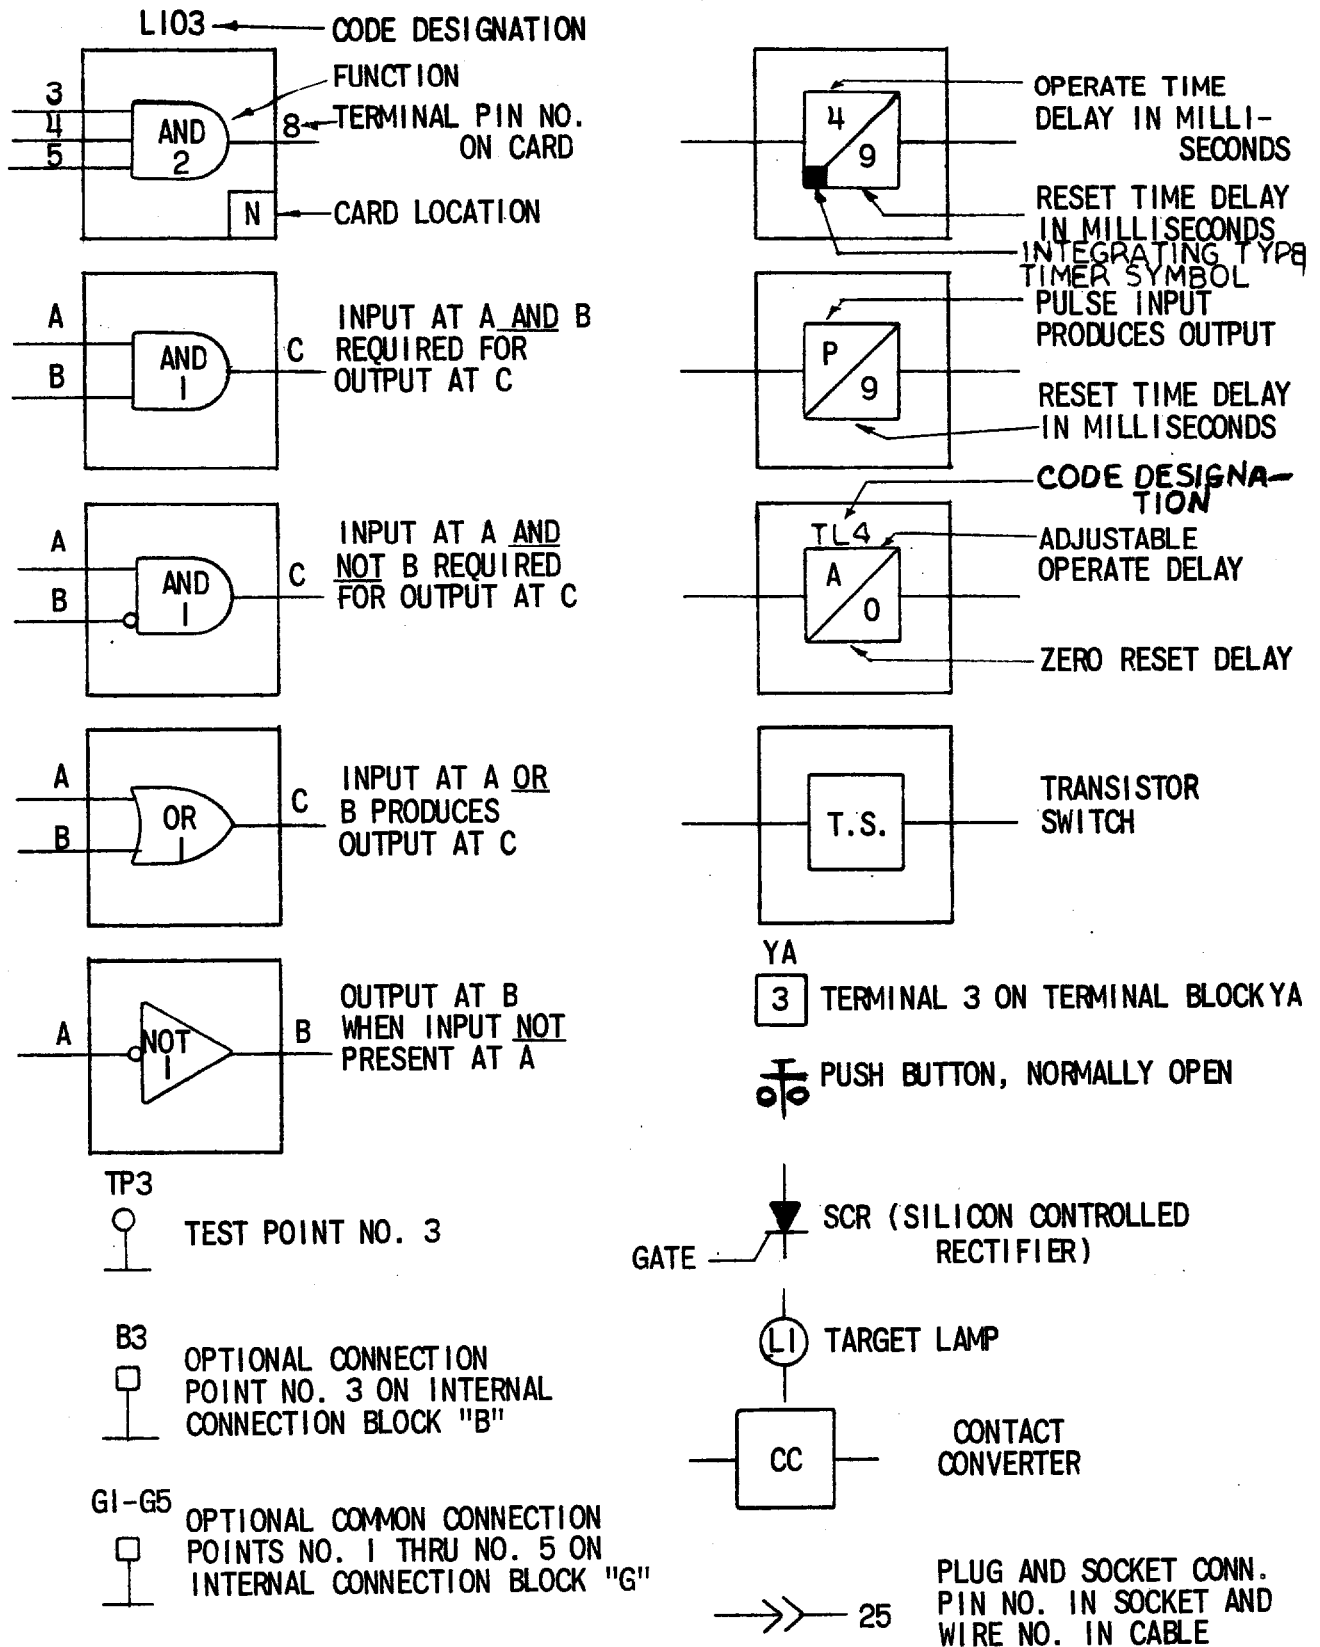 L103
CODE DESIGNATION
FUNCTION
3
4
5
AND
2
8
TERMINAL PIN NO.
ON CARD
N
CARD LOCATION
A
B
AND
1
C
INPUT AT A AND B
REQUIRED FOR
OUTPUT AT C
A
B
AND
1
C
INPUT AT A AND
NOT B REQUIRED
FOR OUTPUT AT C
A
B
OR
1
C
INPUT AT A OR
B PRODUCES
OUTPUT AT C
A
NOT
1
B
OUTPUT AT B
WHEN INPUT NOT
PRESENT AT A
TP3
TEST POINT NO. 3
B3
OPTIONAL CONNECTION
POINT NO. 3 ON INTERNAL
CONNECTION BLOCK "B"
G1-G5
OPTIONAL COMMON CONNECTION
POINTS NO. 1 THRU NO. 5 ON
INTERNAL CONNECTION BLOCK "G"
4
9
OPERATE TIME
DELAY IN MILLI-
SECONDS
RESET TIME DELAY
IN MILLISECONDS
INTEGRATING TYPE
TIMER SYMBOL
P
9
PULSE INPUT
PRODUCES OUTPUT
RESET TIME DELAY
IN MILLISECONDS
CODE DESIGNA-
TION
TL4
A
0
ADJUSTABLE
OPERATE DELAY
ZERO RESET DELAY
T.S.
TRANSISTOR
SWITCH
YA
3
TERMINAL 3 ON TERMINAL BLOCK YA
PUSH BUTTON, NORMALLY OPEN
GATE
SCR (SILICON CONTROLLED
RECTIFIER)
L1
TARGET LAMP
CC
CONTACT
CONVERTER
25
PLUG AND SOCKET CONN.
PIN NO. IN SOCKET AND
WIRE NO. IN CABLE